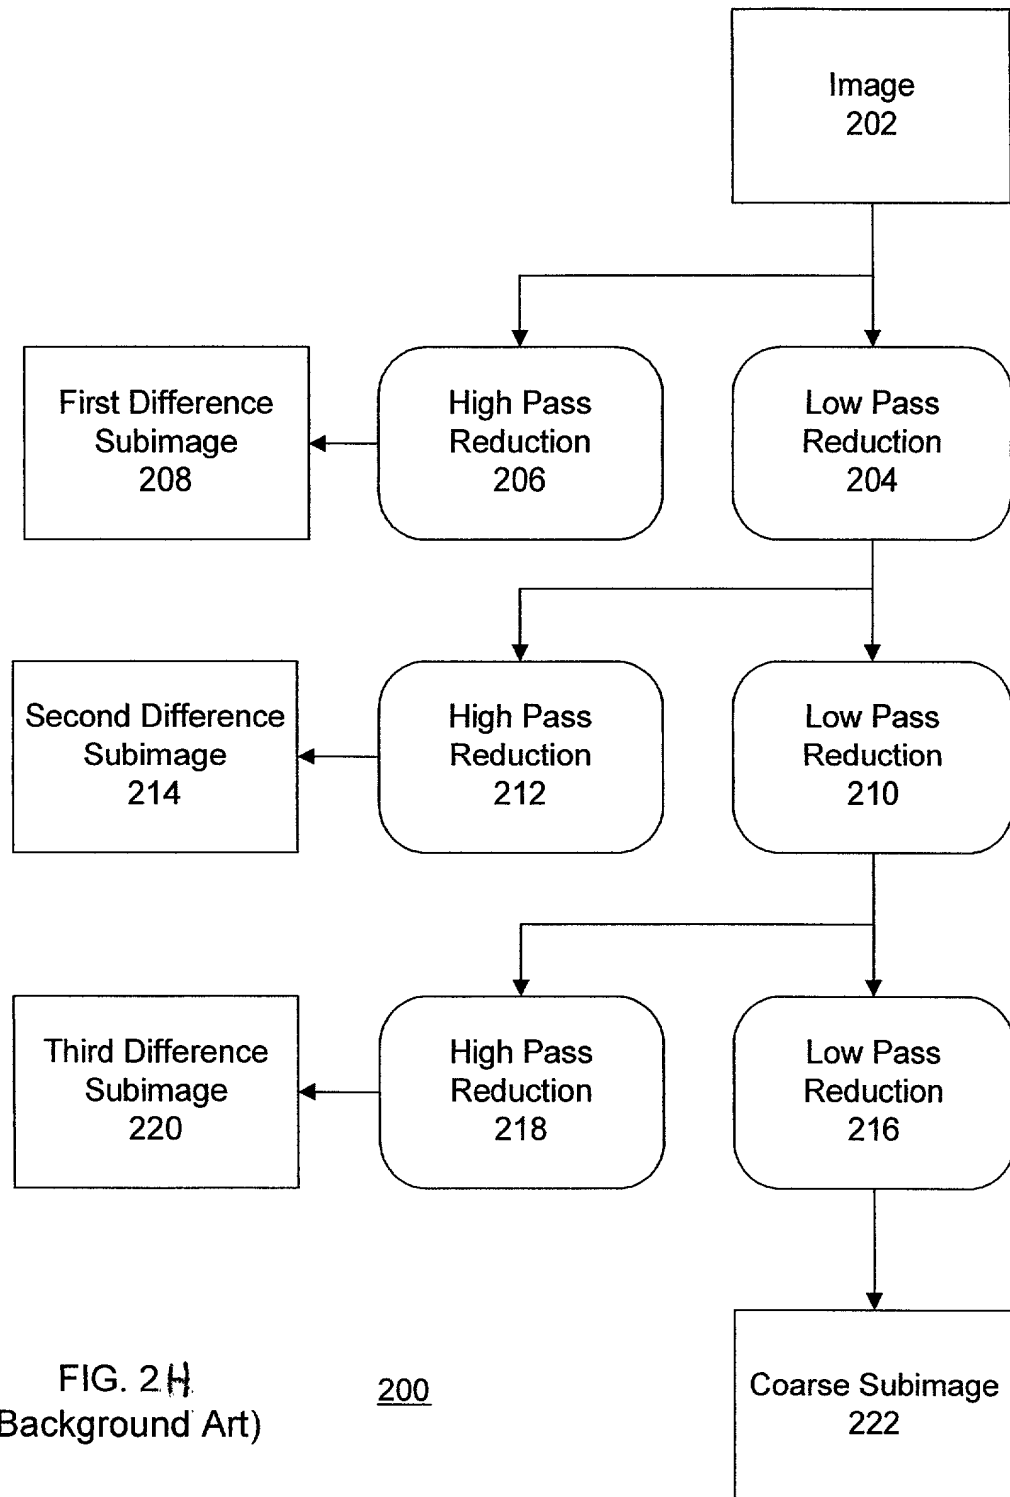 Image
202
First Difference
Subimage
208
High Pass
Reduction
206
Low Pass
Reduction
204
Second Difference
Subimage
214
High Pass
Reduction
212
Low Pass
Reduction
210
Third Difference
Subimage
220
High Pass
Reduction
218
Low Pass
Reduction
216
FIG. 2H
Background Art)
200
Coarse Subimage
222